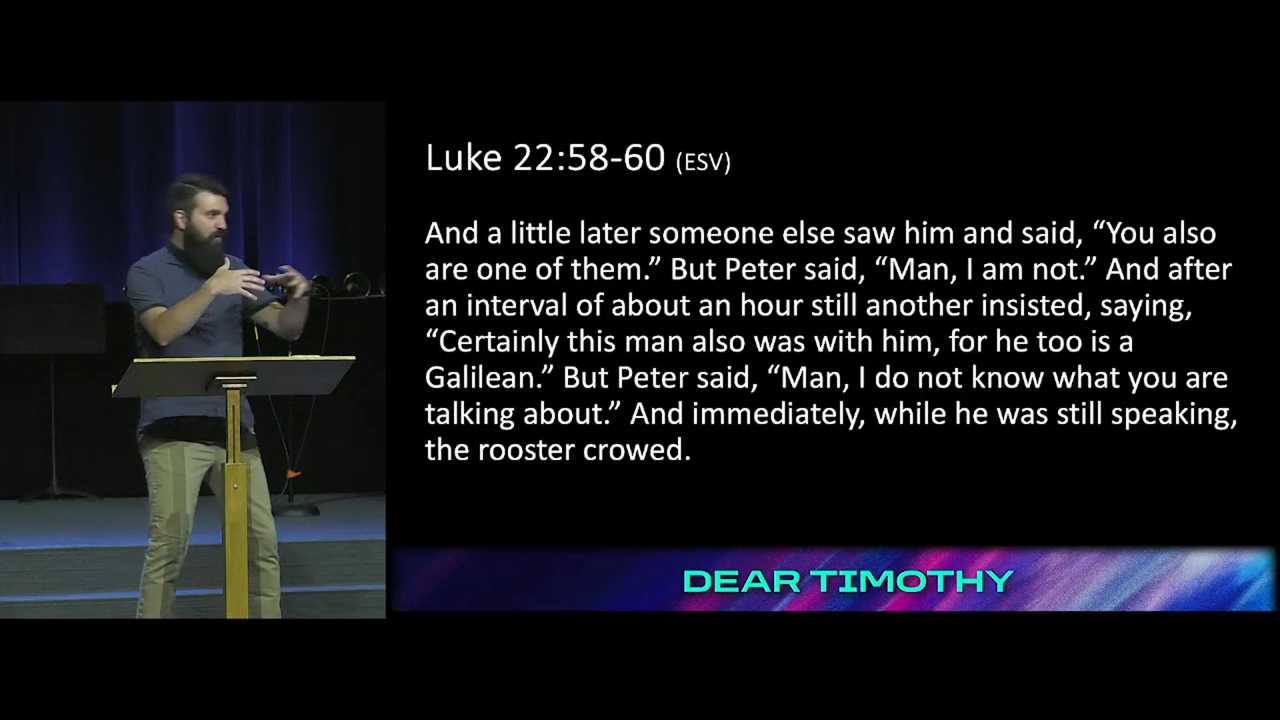 Luke 22:58-60 (ESV)
And a little later someone else saw him and said, “You also
are one of them.” But Peter said, “Man, I am not.” And after
an interval of about an hour still another insisted, saying,
“Certainly this man also was with him, for he too is a
Galilean.” But Peter said, “Man, I do not know what you are
talking about.” And immediately, while he was still speaking,
the rooster crowed.
DEAR TIMOTHY